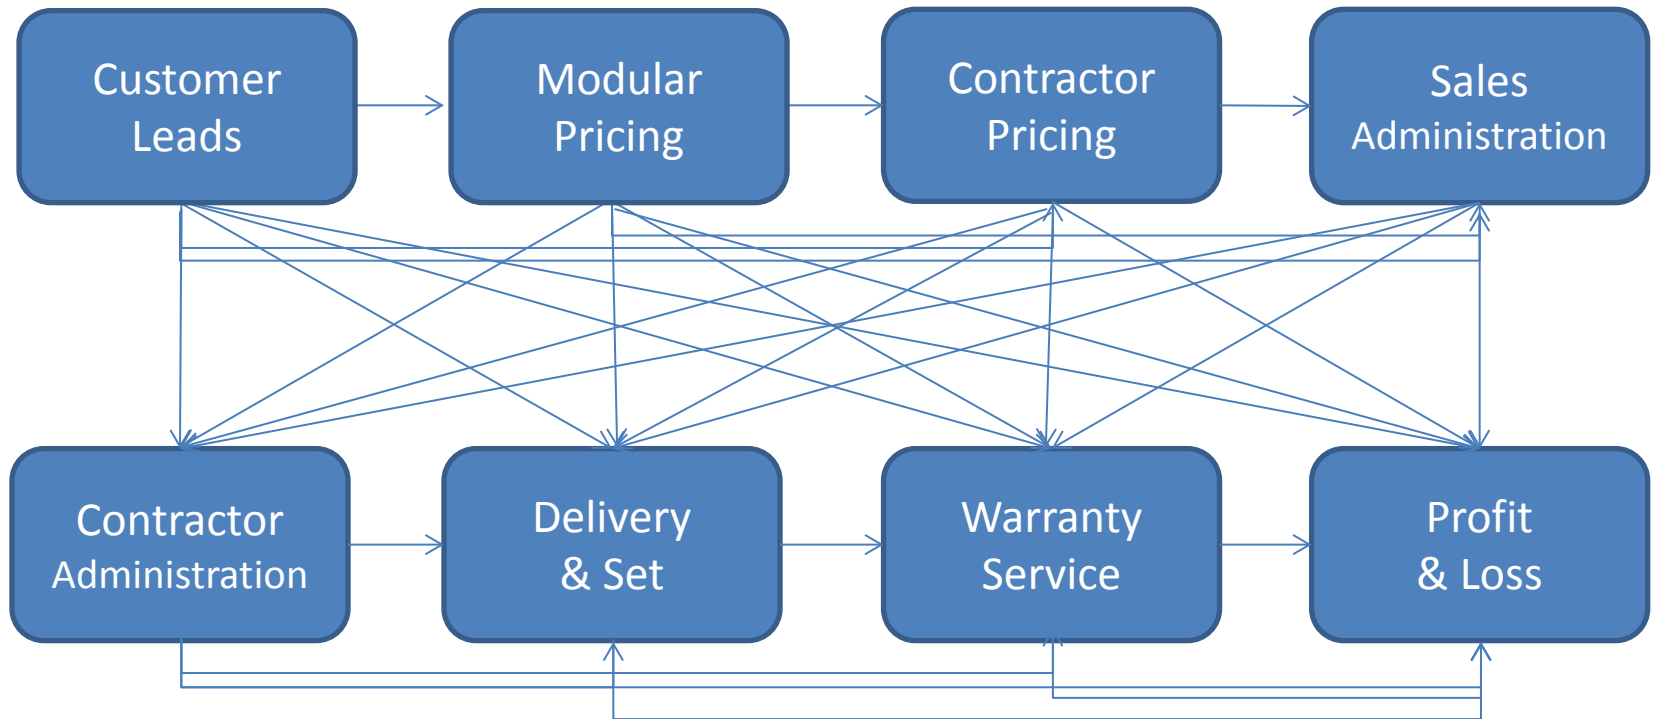 Customer
Leads
Modular
Pricing
Contractor
Pricing
Sales
Administration
Contractor
Administration
Delivery
& Set
Warranty
Service
Profit
& Loss